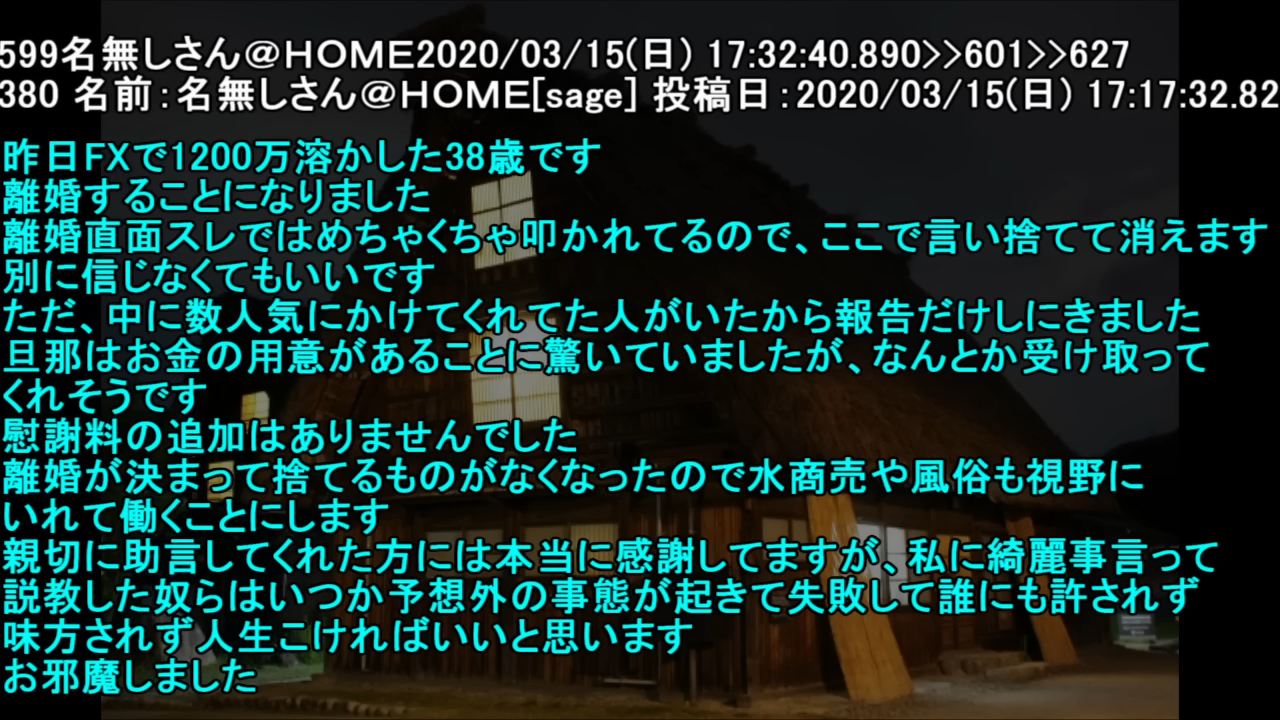 599名無しさん＠ＨＯＭＥ2020/03/15(日) 17:32:40.890>>601>>627
380 名前：名無しさん＠ＨＯＭＥ[sage] 投稿日：2020/03/15(日) 17:17:32.82
昨日FXで1200万溶かした38歳です
離婚することになりました
離婚直面スレではめちゃくちゃ叩かれてるので、ここで言い捨てて消えます
別に信じなくてもいいです
ただ、中に数人気にかけてくれてた人がいたから報告だけしにきました
旦那はお金の用意があることに驚いていましたが、なんとか受け取って
くれそうです
慰謝料の追加はありませんでした
離婚が決まって捨てるものがなくなったので水商売や風俗も視野に
いれて働くことにします
親切に助言してくれた方には本当に感謝してますが、私に綺麗事言って
説教した奴らはいつか予想外の事態が起きて失敗して誰にも許されず
味方されず人生こければいいと思います
お邪魔しました